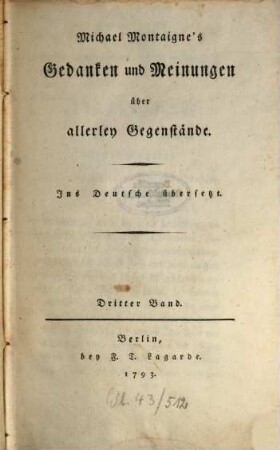 Michael Montaigne's
Gedanken und Meinungen
über
allerley Gegenstände.
Ins Deutsche übersetzt.
Dritter Band.
Berlin,
bey F. T. Lagarde.
1793.